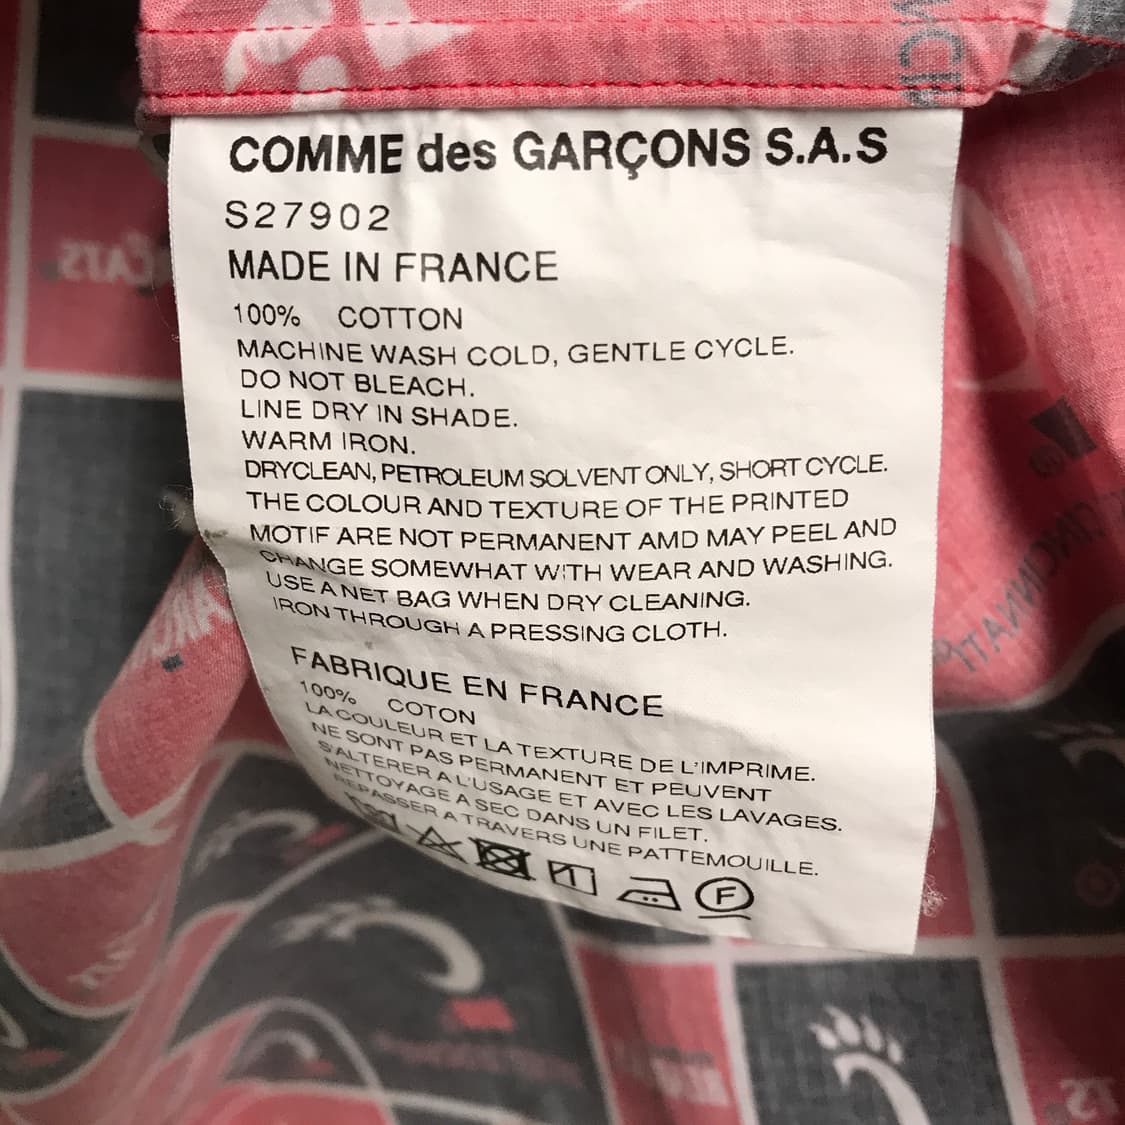 COMME des GARÇONS S.A.S
S27902
MADE IN FRANCE
100% COTTON
MACHINE WASH COLD, GENTLE CYCLE.
DO NOT BLEACH.
LINE DRY IN SHADE.
WARM IRON.
DRYCLEAN, PETROLEUM SOLVENT ONLY, SHORT CYCLE.
THE COLOUR AND TEXTURE OF THE PRINTED
MOTIF ARE NOT PERMANENT AMD MAY PEEL AND
CHANGE SOMEWHAT WITH WEAR AND WASHING.
USE A NET BAG WHEN DRY CLEANING.
IRON THROUGH A PRESSING CLOTH.
FABRIQUE EN FRANCE
100% COTON
LA COULEUR ET LA TEXTURE DE L'IMPRIME.
NE SONT PAS PERMANENT ET PEUVENT
S'ALTERER A L'USAGE ET AVEC LES LAVAGES.
NETTOYAGE A SEC DANS UN FILET.
REPASSER A TRAVERS UNE PATTEMOUILLE.
F
CINCINNATI